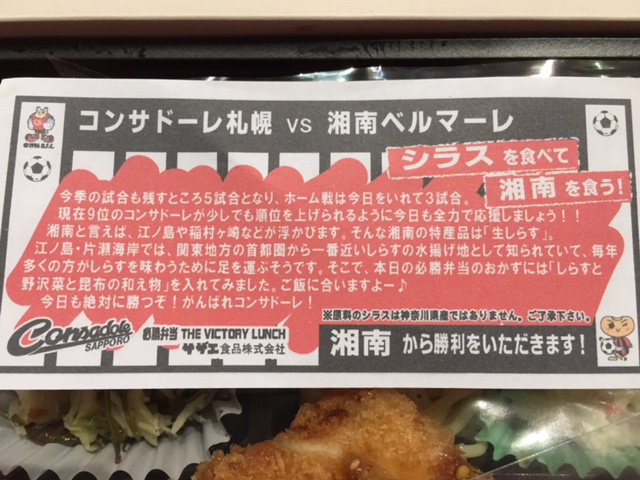 コンサドーレ札幌 VS 湘南ベルマーレ
シラスを食べて
湘南を食う!
今季の試合も残すところ5試合となり、ホーム戦は今日をいれて3試合。
現在9位のコンサドーレが少しでも順位を上げられるように今日も全力で応援しましょう!!
湘南と言えば、江ノ島や稲村ヶ崎などが浮かびます。そんな湘南の特産品は「生しらす」。
江ノ島・片瀬海岸では、関東地方の首都圏から一番近いしらすの水揚げ地として知られていて、毎年
多くの方がしらすを味わうために足を運ぶそうです。そこで、本日の必勝弁当のおかずには「しらすと
野沢菜と昆布の和え物」を入れてみました。ご飯に合いますよー♪
今日も絶対に勝つぞ!がんばれコンサドーレ!
※原料のシラスは神奈川県産ではありません。ご了承下さい。
Consadole
SAPPORO
必勝弁当 THE VICTORY LUNCH
サザエ食品株式会社
湘南から勝利をいただきます!